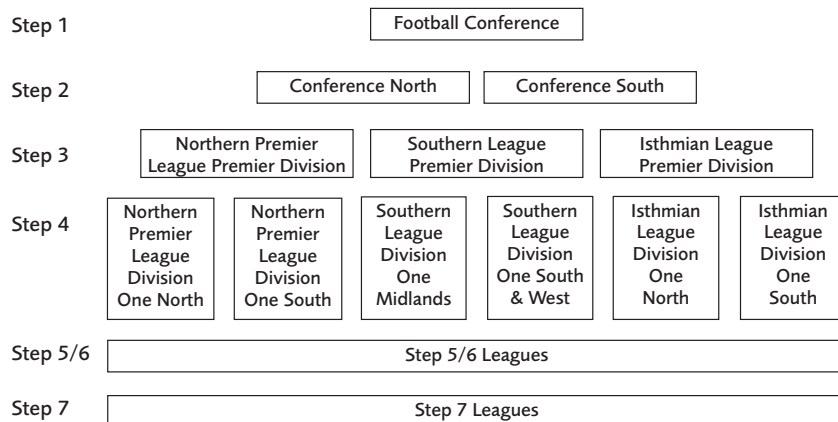 Step 1
Football Conference
Step 2
Conference North
Conference South
Step 3
Northern Premier
League Premier Division
Southern League
Premier Division
Isthmian League
Premier Division
Step 4
Northern
Premier
League
Division
One North
Northern
Premier
League
Division
One South
Southern
League
Division
One
Midlands
Southern
League
Division
One South
& West
Isthmian
League
Division
One
North
Isthmian
League
Division
One
South
Step 5/6
Step 5/6 Leagues
Step 7
Step 7 Leagues